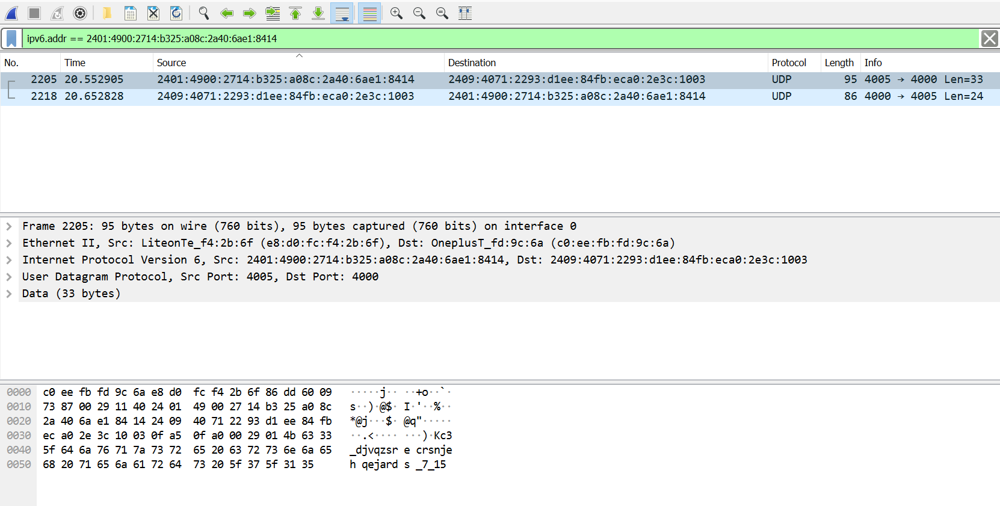 ipv6.addr == 2401:4900:2714:b325:a08c:2a40:6ae1:8414
No. Time Source Destination Protocol Length Info
2205 20.552905 2401:4900:2714:b325:a08c:2a40:6ae1:8414 2409:4071:2293:d1ee:84fb:eca0:2e3c:1003 UDP 95 4005 → 4000 Len=33
2218 20.652828 2409:4071:2293:d1ee:84fb:eca0:2e3c:1003 2401:4900:2714:b325:a08c:2a40:6ae1:8414 UDP 86 4000 → 4005 Len=24
Frame 2205: 95 bytes on wire (760 bits), 95 bytes captured (760 bits) on interface 0
Ethernet II, Src: LiteonTe_f4:2b:6f (e8:d0:fc:f4:2b:6f), Dst: OneplusT_fd:9c:6a (c0:ee:fb:fd:9c:6a)
Internet Protocol Version 6, Src: 2401:4900:2714:b325:a08c:2a40:6ae1:8414, Dst: 2409:4071:2293:d1ee:84fb:eca0:2e3c:1003
User Datagram Protocol, Src Port: 4005, Dst Port: 4000
Data (33 bytes)
0000 c0 ee fb fd 9c 6a e8 d0 fc f4 2b 6f 86 dd 60 09 ·····j·· ··+o··`·
0010 73 87 00 29 11 40 24 01 49 00 27 14 b3 25 a0 8c s··)·@$· I·'··%··
0020 2a 40 6a e1 84 14 24 09 40 71 22 93 d1 ee 84 fb *@j···$· @q"·····
0030 ec a0 2e 3c 10 03 0f a5 0f a0 00 29 01 4b 63 33 ··.<···· ···)·Kc3
0040 5f 64 6a 76 71 7a 73 72 65 20 63 72 73 6e 6a 65 _djvqzsr e crsnje
0050 68 20 71 65 6a 61 72 64 73 20 5f 37 5f 31 35 h qejard s _7_15